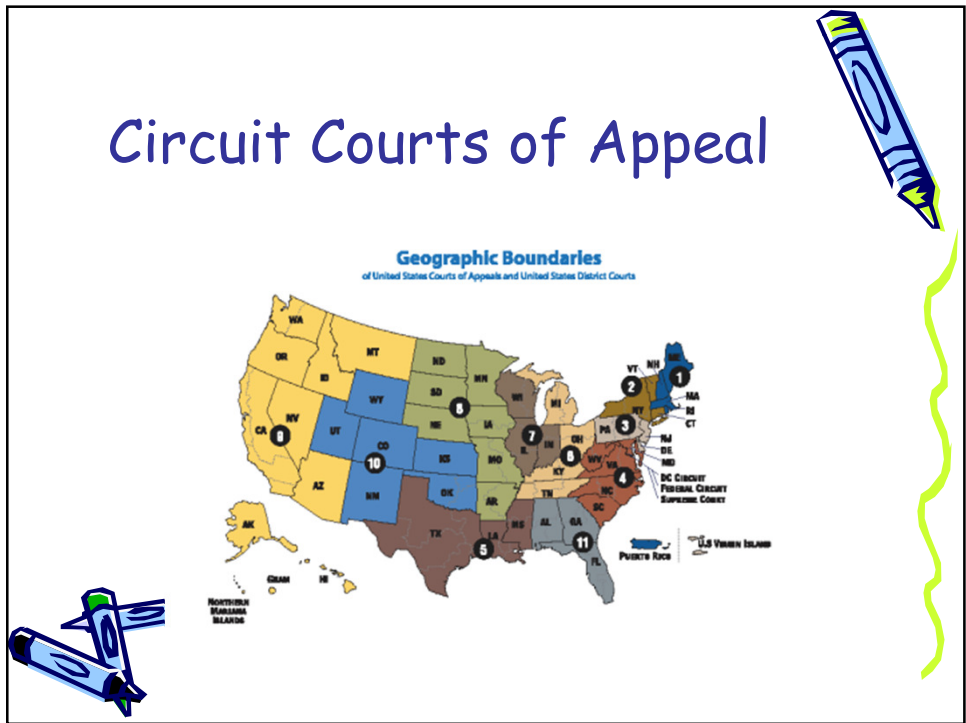 Circuit Courts of Appeal
Geographic Boundaries
of United States Courts of Appeals and United States District Courts
WA
OR
CA
NV
ID
MT
9
AZ
UT
WY
CO
10
NM
ND
SD
NE
8
KS
OK
TX
MN
IA
MO
AR
LA
5
MS
WI
IL
7
IN
MI
OH
6
KY
TN
AL
GA
11
FL
WV
VA
4
NC
SC
PA
3
NY
2
VT
NH
ME
1
MA
RI
CT
NJ
DE
MD
DC CIRCUIT
FEDERAL CIRCUIT
SUPREME COURT
AK
GUAM
HI
NORTHERN
MARIANA
ISLANDS
PUERTO RICO
U.S VIRGIN ISLANDS